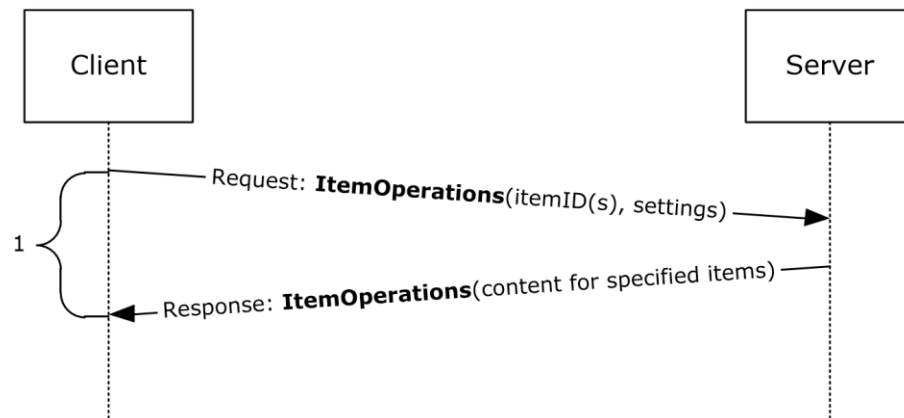 Client
Server
Request: ItemOperations(itemID(s), settings)
1
Response: ItemOperations(content for specified items)